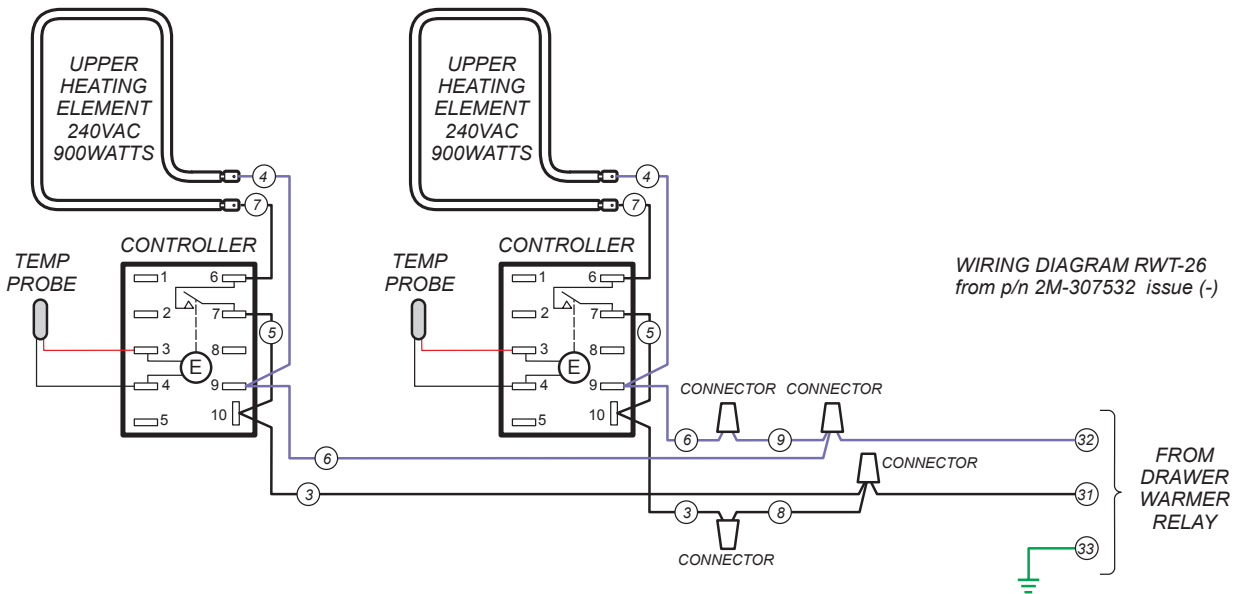 UPPER
HEATING
ELEMENT
240VAC
900WATTS
4
7
CONTROLLER
TEMP
PROBE
1
2
3
4
5
6
7
8
9
10
E
5
6
3
UPPER
HEATING
ELEMENT
240VAC
900WATTS
4
7
CONTROLLER
TEMP
PROBE
1
2
3
4
5
6
7
8
9
10
E
5
WIRING DIAGRAM RWT-26
from p/n 2M-307532 issue (-)
CONNECTOR
CONNECTOR
6
9
32
CONNECTOR
31
3
8
CONNECTOR
33
FROM
DRAWER
WARMER
RELAY